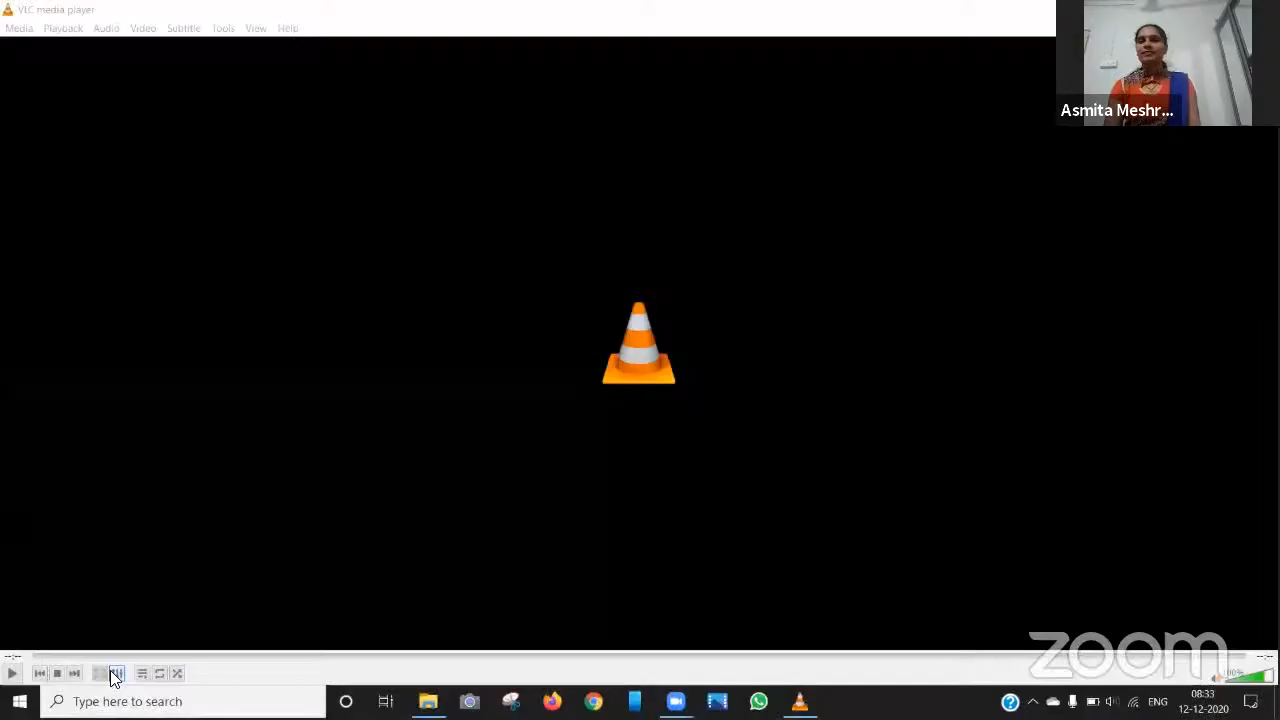 VLC media player
Media Playback Audio Video Subtitle Tools View Help
Asmita Meshr...
--:-- --:--
zoom
100%
Type here to search
ENG
08:33
12-12-2020